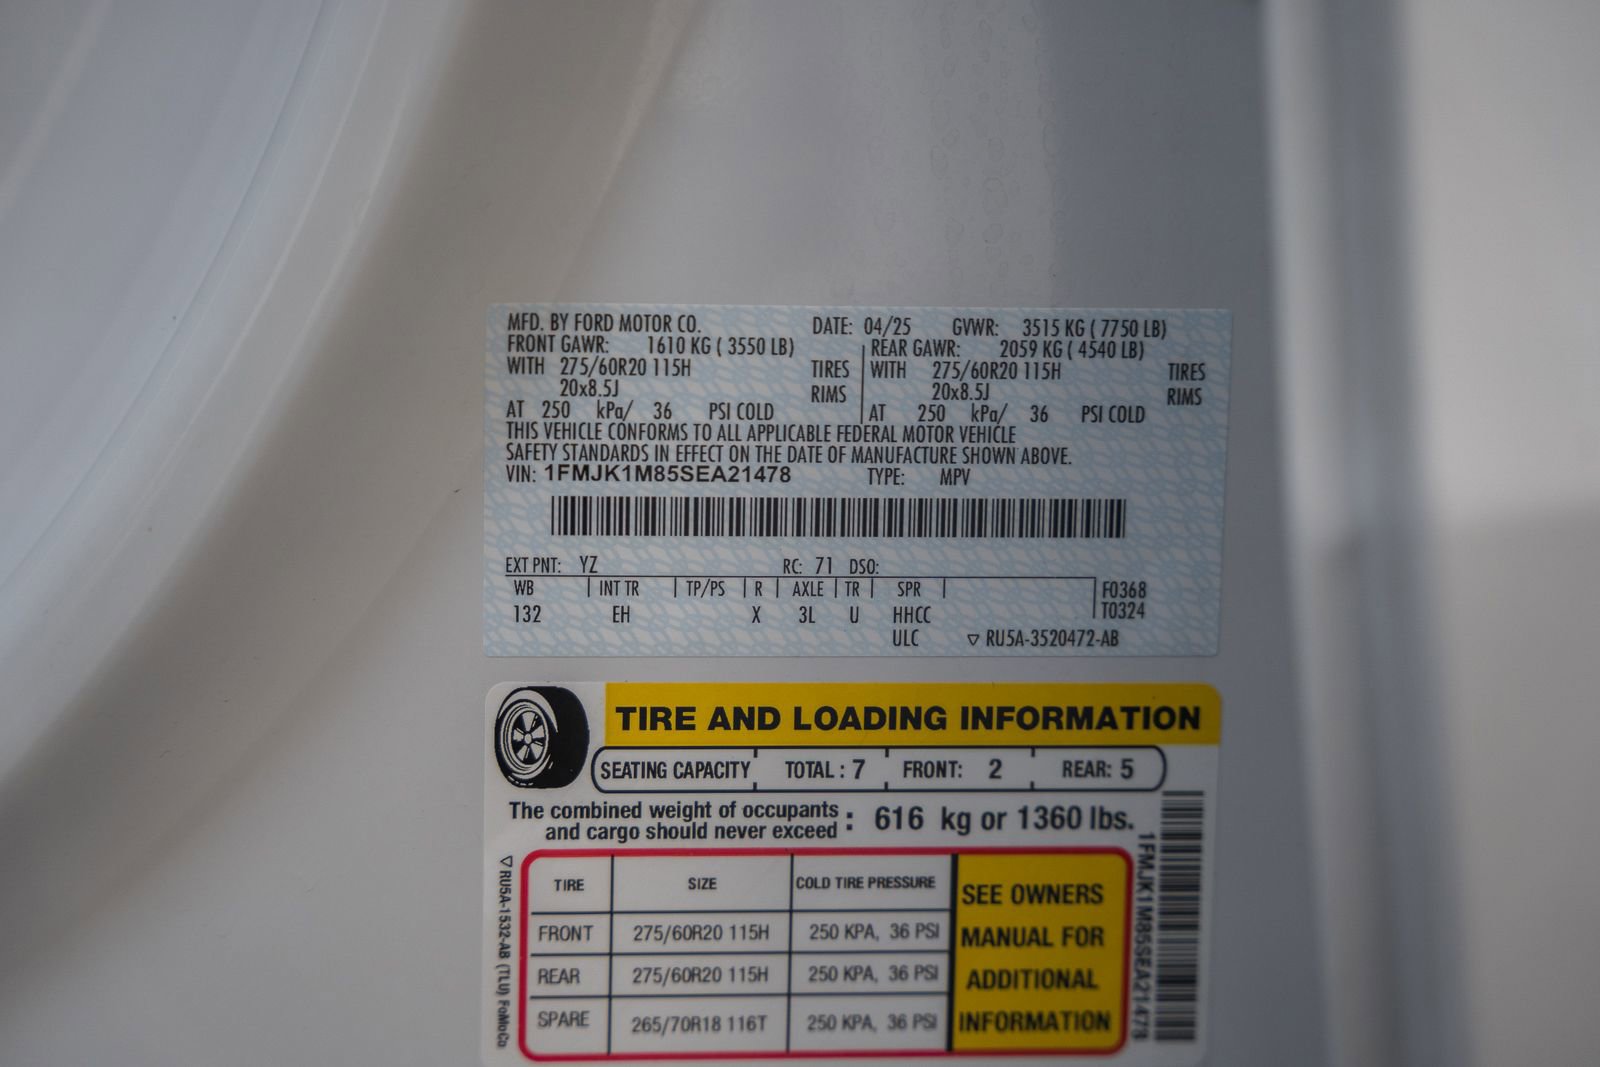 MFD. BY FORD MOTOR CO. DATE: 04/25 GVWR: 3515 KG ( 7750 LB)
FRONT GAWR: 1610 KG ( 3550 LB) REAR GAWR: 2059 KG ( 4540 LB)
WITH 275/60R20 115H TIRES WITH 275/60R20 115H TIRES
20x8.5J RIMS 20x8.5J RIMS
AT 250 kPa/ 36 PSI COLD AT 250 kPa/ 36 PSI COLD
THIS VEHICLE CONFORMS TO ALL APPLICABLE FEDERAL MOTOR VEHICLE
SAFETY STANDARDS IN EFFECT ON THE DATE OF MANUFACTURE SHOWN ABOVE.
VIN: 1FMJK1M85SEA21478 TYPE: MPV
EXT PNT: YZ RC: 71 DSO:
WB INT TR TP/PS R AXLE TR SPR F0368
132 EH X 3L U HHCC T0324
ULC ▽ RU5A-3520472-AB
TIRE AND LOADING INFORMATION
SEATING CAPACITY TOTAL : 7 FRONT: 2 REAR: 5
The combined weight of occupants
and cargo should never exceed : 616 kg or 1360 lbs.
TIRE SIZE COLD TIRE PRESSURE
FRONT 275/60R20 115H 250 KPA, 36 PSI
REAR 275/60R20 115H 250 KPA, 36 PSI
SPARE 265/70R18 116T 250 KPA, 36 PSI
SEE OWNERS
MANUAL FOR
ADDITIONAL
INFORMATION
1FMJK1M85SEA21478
▽RU5A-1532-AB (TLU) FoMoCo